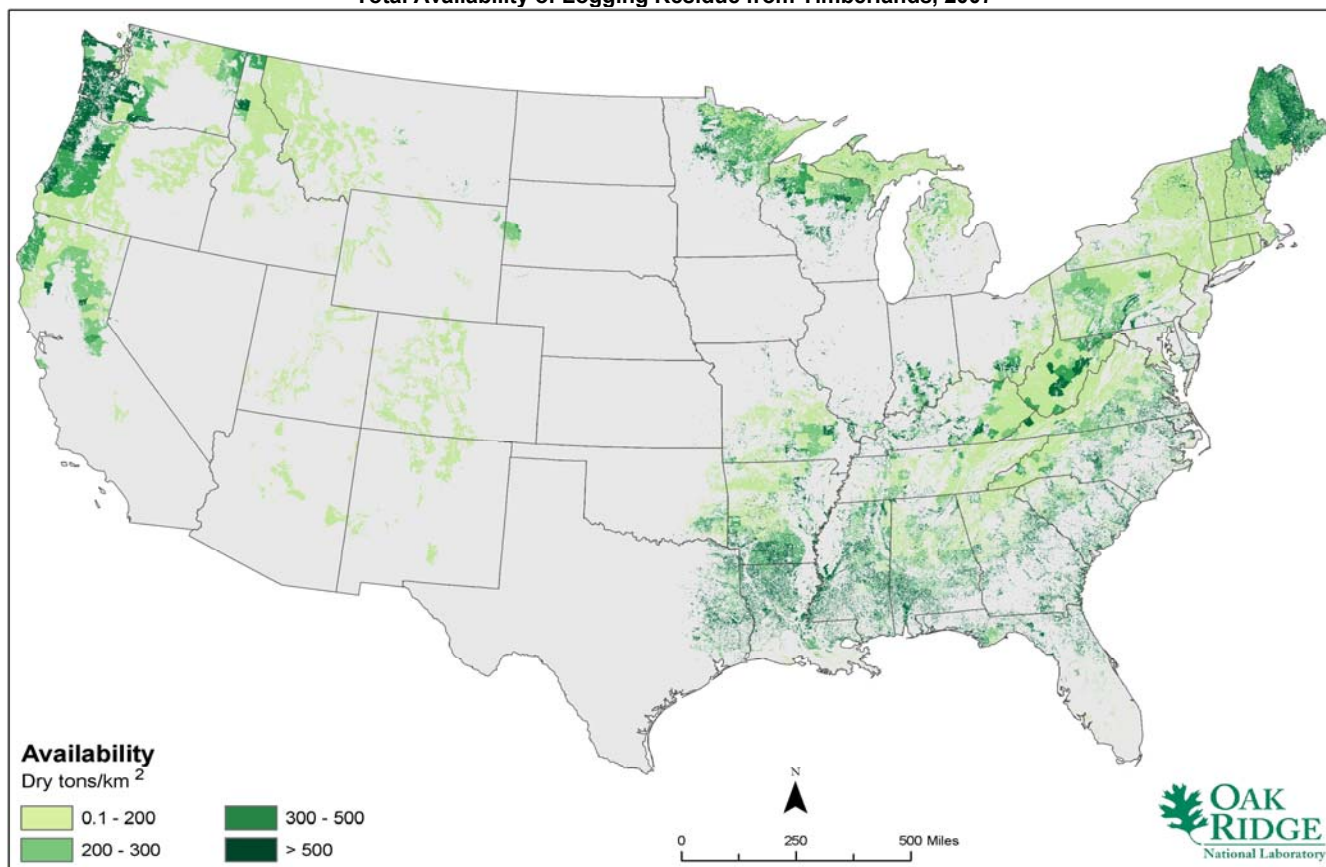 Total Availability of Logging Residue from Timberlands, 2007
Availability
Dry tons/km 2
0.1 - 200
200 - 300
300 - 500
> 500
N
0 250 500 Miles
OAK
RIDGE
National Laboratory